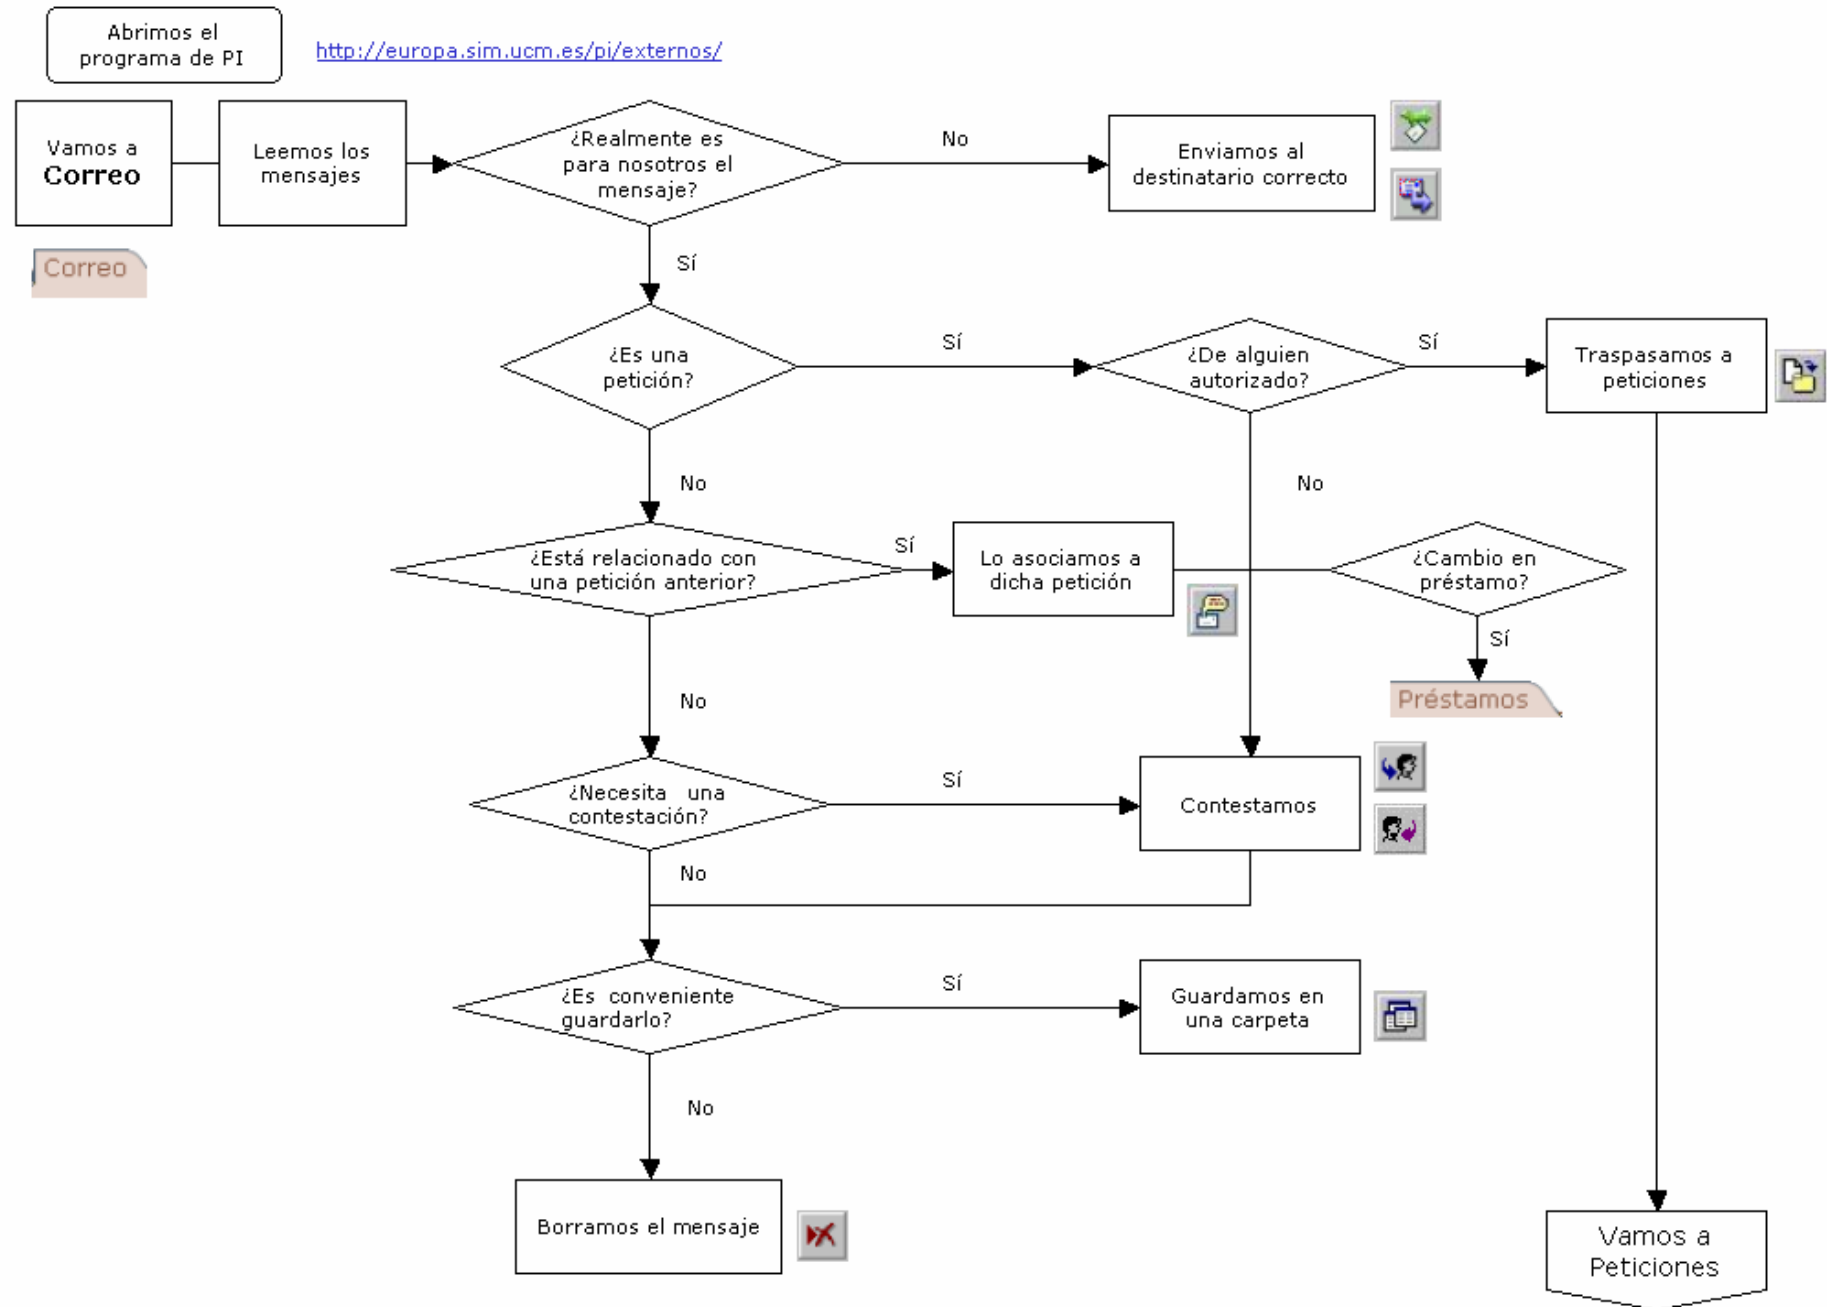 Abrimos el
programa de PI
http://europa.sim.ucm.es/pi/externos/
Vamos a
Correo
Leemos los
mensajes
¿Realmente es
para nosotros el
mensaje?
No
Enviamos al
destinatario correcto
Correo
Sí
¿Es una
petición?
Sí
¿De alguien
autorizado?
Sí
Traspasamos a
peticiones
No
No
¿Está relacionado con
una petición anterior?
Sí
Lo asociamos a
dicha petición
¿Cambio en
préstamo?
Sí
Préstamos
No
¿Necesita una
contestación?
Sí
Contestamos
No
¿Es conveniente
guardarlo?
Sí
Guardamos en
una carpeta
No
Borramos el mensaje
Vamos a
Peticiones